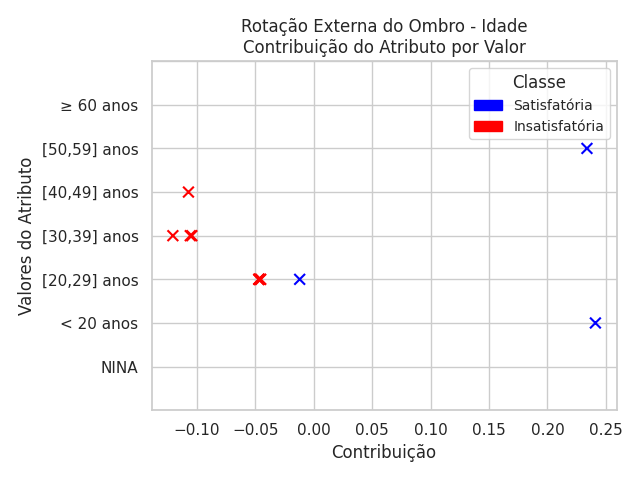 Rotação Externa do Ombro - Idade
Contribuição do Atributo por Valor
Classe
Satisfatória
Insatisfatória
Valores do Atributo
≥ 60 anos
[50,59] anos
[40,49] anos
[30,39] anos
[20,29] anos
< 20 anos
NINA
−0.10 −0.05 0.00 0.05 0.10 0.15 0.20 0.25
Contribuição